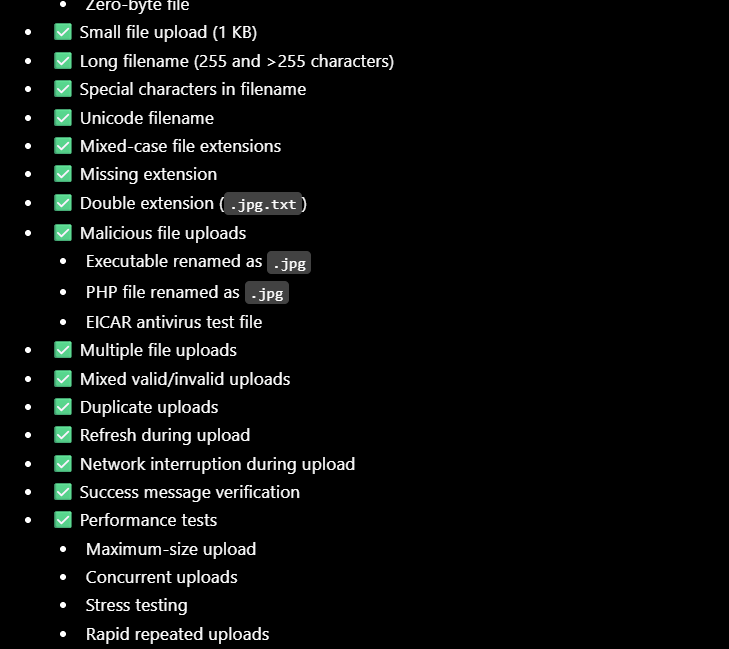 Zero-byte file
✅ Small file upload (1 KB)
✅ Long filename (255 and >255 characters)
✅ Special characters in filename
✅ Unicode filename
✅ Mixed-case file extensions
✅ Missing extension
✅ Double extension (.jpg.txt)
✅ Malicious file uploads
Executable renamed as .jpg
PHP file renamed as .jpg
EICAR antivirus test file
✅ Multiple file uploads
✅ Mixed valid/invalid uploads
✅ Duplicate uploads
✅ Refresh during upload
✅ Network interruption during upload
✅ Success message verification
✅ Performance tests
Maximum-size upload
Concurrent uploads
Stress testing
Rapid repeated uploads